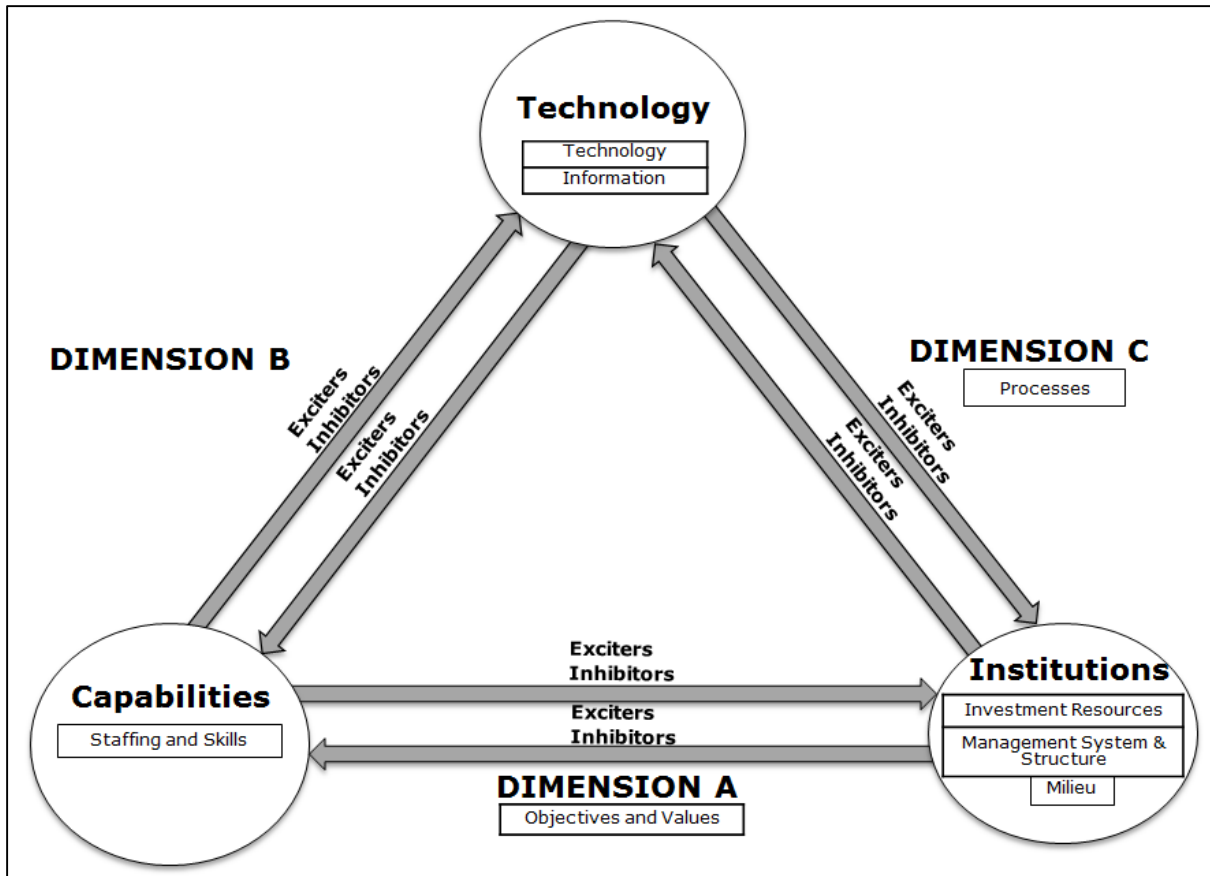 Technology
Technology
Information
DIMENSION B
DIMENSION C
Processes
Exciters
Inhibitors
Exciters
Inhibitors
Exciters
Inhibitors
Exciters
Inhibitors
Exciters
Inhibitors
Exciters
Inhibitors
Capabilities
Staffing and Skills
Institutions
Investment Resources
Management System &
Structure
Milieu
DIMENSION A
Objectives and Values